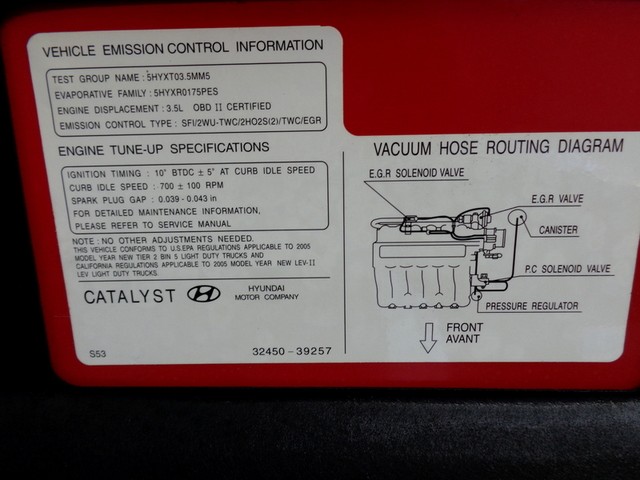 VEHICLE EMISSION CONTROL INFORMATION
TEST GROUP NAME : 5HYXT03.5MM5
EVAPORATIVE FAMILY : 5HYXR0175PES
ENGINE DISPLACEMENT : 3.5L OBD II CERTIFIED
EMISSION CONTROL TYPE : SFI/2WU-TWC/2HO2S(2)/TWC/EGR
ENGINE TUNE-UP SPECIFICATIONS
IGNITION TIMING : 10° BTDC ± 5° AT CURB IDLE SPEED
CURB IDLE SPEED : 700 ± 100 RPM
SPARK PLUG GAP : 0.039 - 0.043 in
FOR DETAILED MAINTENANCE INFORMATION,
PLEASE REFER TO SERVICE MANUAL
NOTE : NO OTHER ADJUSTMENTS NEEDED.
THIS VEHICLE CONFORMS TO U.S.EPA REGULATIONS APPLICABLE TO 2005
MODEL YEAR NEW TIER 2 BIN 5 LIGHT DUTY TRUCKS AND
CALIFORNIA REGULATIONS APPLICABLE TO 2005 MODEL YEAR NEW LEV-II
LEV LIGHT DUTY TRUCKS.
CATALYST HYUNDAI
MOTOR COMPANY
S53 32450-39257
VACUUM HOSE ROUTING DIAGRAM
E.G.R SOLENOID VALVE
E.G.R VALVE
CANISTER
P.C SOLENOID VALVE
PRESSURE REGULATOR
FRONT
AVANT